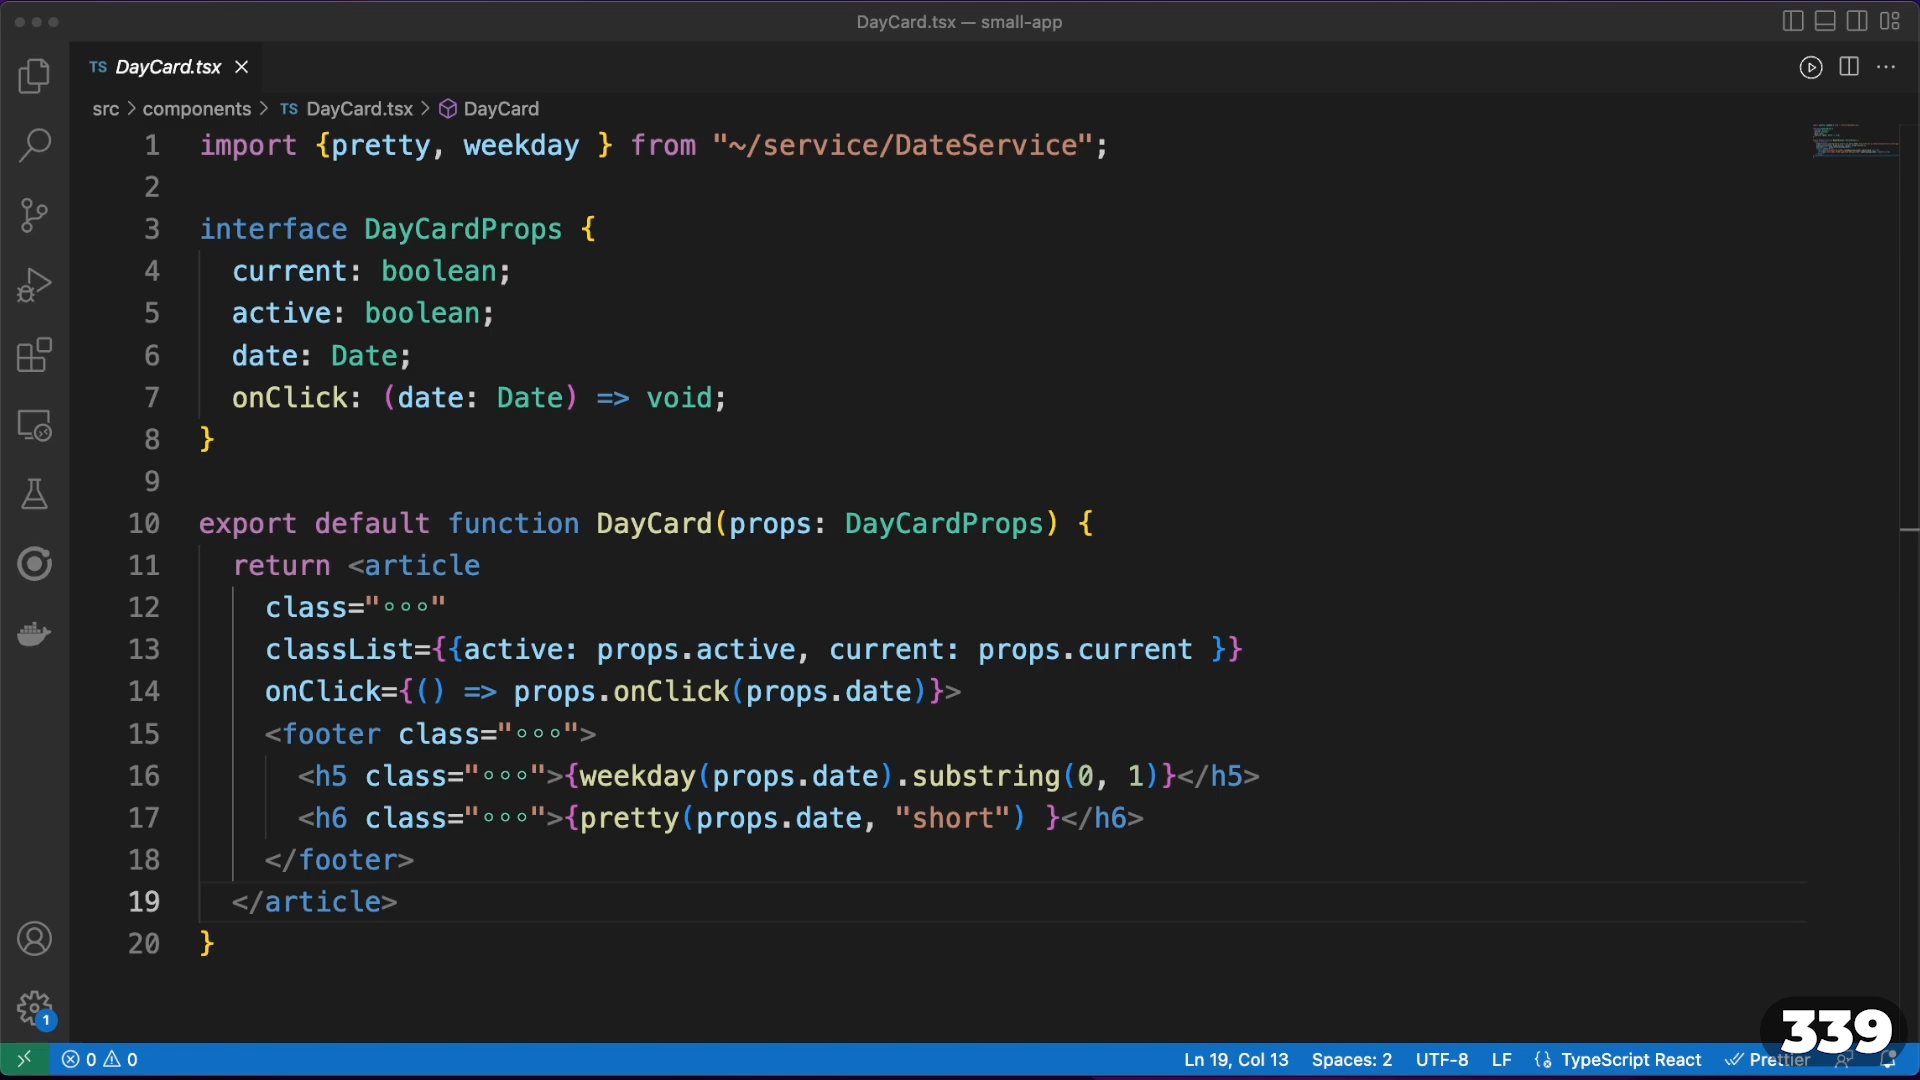 DayCard.tsx — small-app
TS DayCard.tsx
src > components > TS DayCard.tsx > DayCard
1 import {pretty, weekday } from "~/service/DateService";
2
3 interface DayCardProps {
4 current: boolean;
5 active: boolean;
6 date: Date;
7 onClick: (date: Date) => void;
8 }
9
10 export default function DayCard(props: DayCardProps) {
11 return <article
12 class="◦◦◦"
13 classList={{active: props.active, current: props.current }}
14 onClick={() => props.onClick(props.date)}>
15 <footer class="◦◦◦">
16 <h5 class="◦◦◦">{weekday(props.date).substring(0, 1)}</h5>
17 <h6 class="◦◦◦">{pretty(props.date, "short") }</h6>
18 </footer>
19 </article>
20 }
1
339
0 0 Ln 19, Col 13 Spaces: 2 UTF-8 LF TypeScript React Prettier